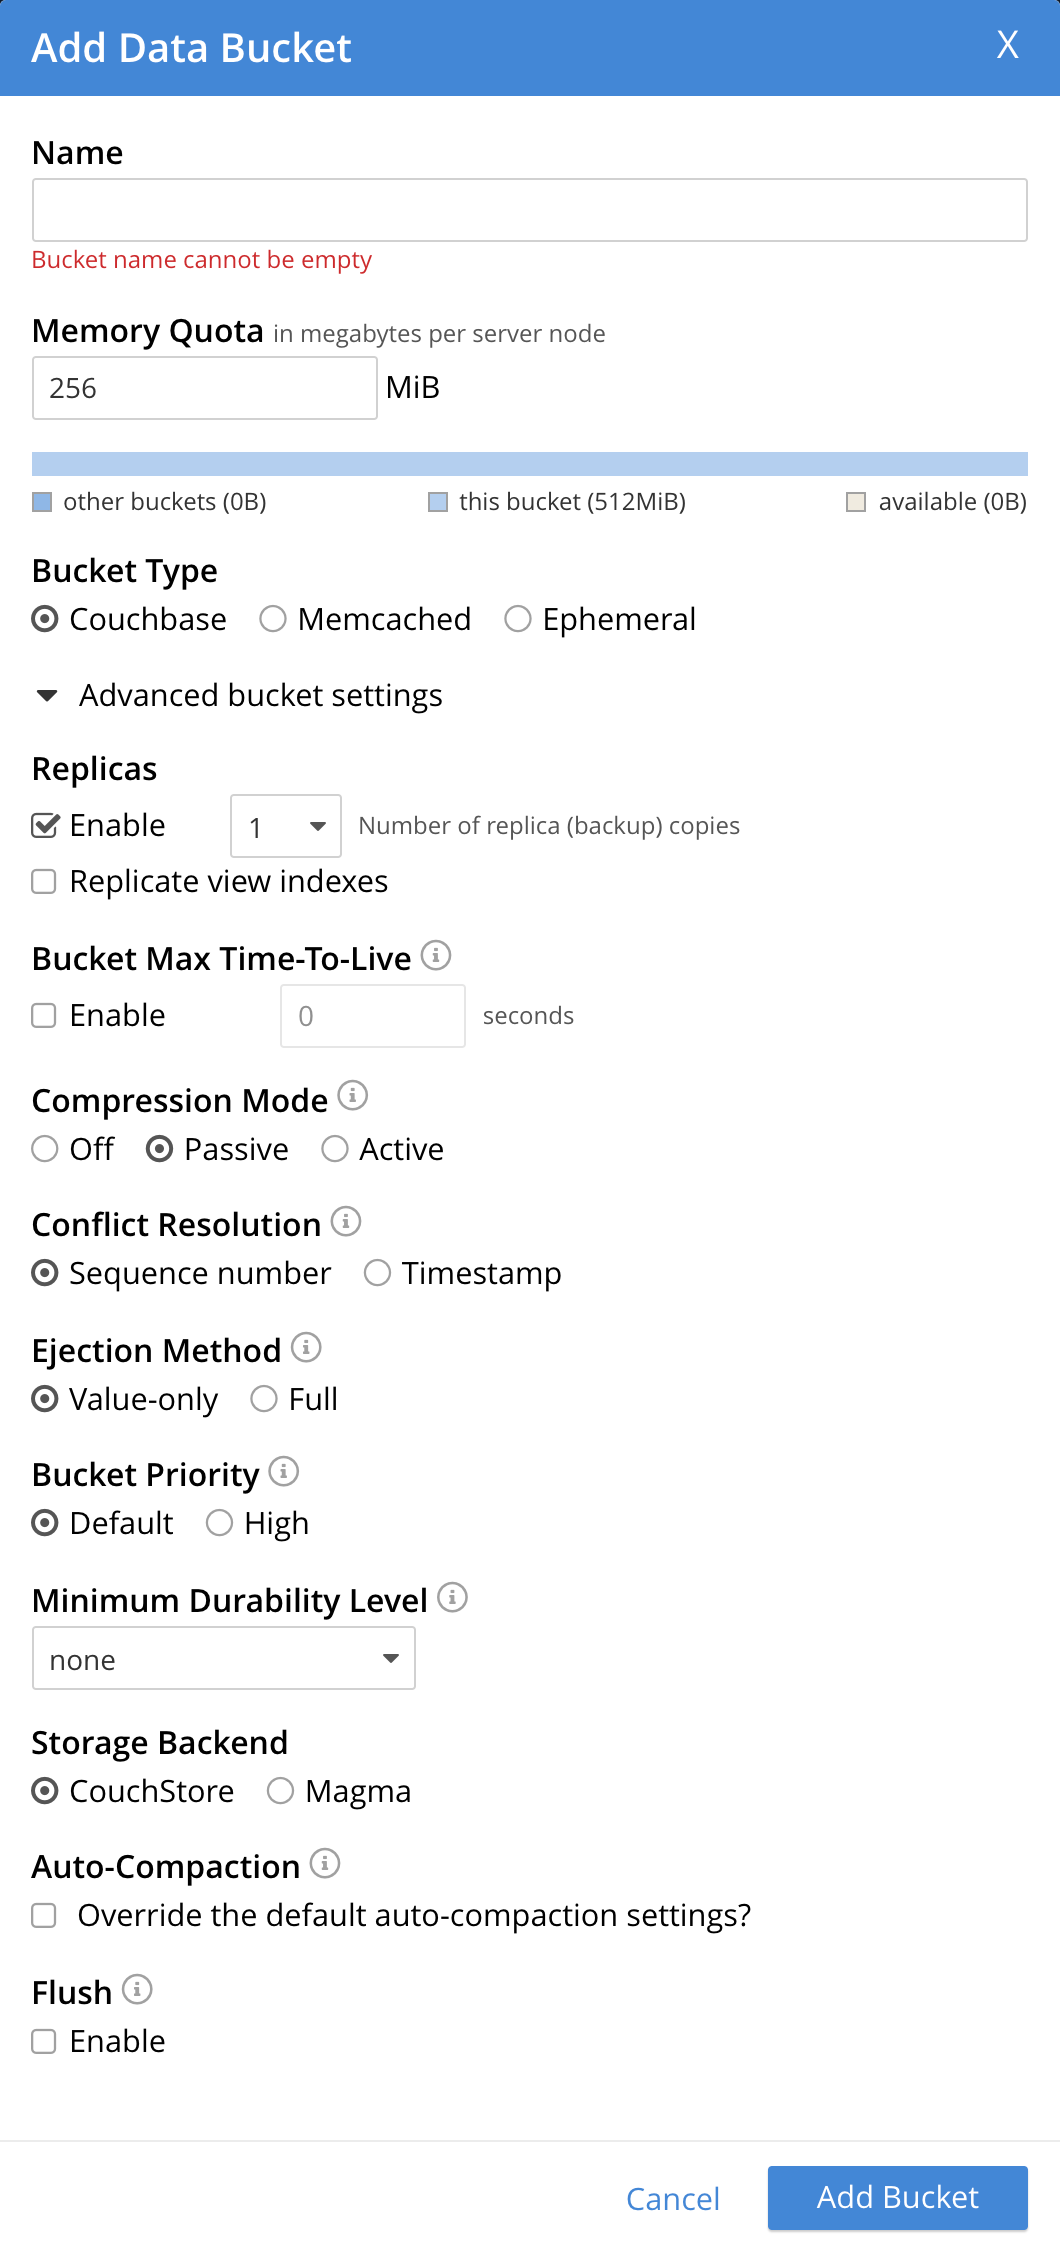 Add Data Bucket X
Name
Bucket name cannot be empty
Memory Quota in megabytes per server node
256 MiB
other buckets (0B) this bucket (512MiB) available (0B)
Bucket Type
Couchbase Memcached Ephemeral
Advanced bucket settings
Replicas
Enable 1 Number of replica (backup) copies
Replicate view indexes
Bucket Max Time-To-Live
Enable 0 seconds
Compression Mode
Off Passive Active
Conflict Resolution
Sequence number Timestamp
Ejection Method
Value-only Full
Bucket Priority
Default High
Minimum Durability Level
none
Storage Backend
CouchStore Magma
Auto-Compaction
Override the default auto-compaction settings?
Flush
Enable
Cancel Add Bucket